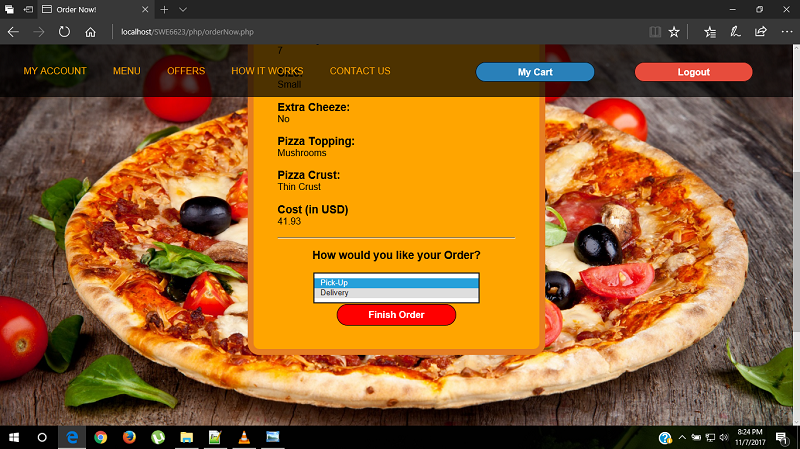 Order Now!
localhost/SWE6623/php/orderNow.php
7
MY ACCOUNT MENU OFFERS HOW IT WORKS CONTACT US My Cart Logout
Small
Extra Cheeze:
No
Pizza Topping:
Mushrooms
Pizza Crust:
Thin Crust
Cost (in USD)
41.93
How would you like your Order?
Pick-Up
Delivery
Finish Order
8:24 PM
11/7/2017